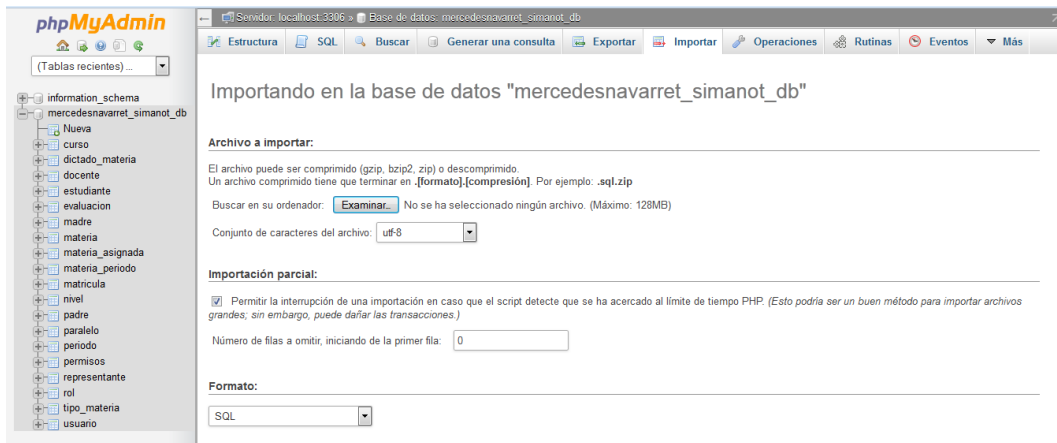 phpMyAdmin
(Tablas recientes) ...
information_schema
mercedesnavarret_simanot_db
Nueva
curso
dictado_materia
docente
estudiante
evaluacion
madre
materia
materia_asignada
materia_periodo
matricula
nivel
padre
paralelo
periodo
permisos
representante
rol
tipo_materia
usuario
Servidor: localhost:3306 » Base de datos: mercedesnavarret_simanot_db
Estructura SQL Buscar Generar una consulta Exportar Importar Operaciones Rutinas Eventos Más
Importando en la base de datos "mercedesnavarret_simanot_db"
Archivo a importar:
El archivo puede ser comprimido (gzip, bzip2, zip) o descomprimido.
Un archivo comprimido tiene que terminar en .[formato].[compresión]. Por ejemplo: .sql.zip
Buscar en su ordenador: Examinar... No se ha seleccionado ningún archivo. (Máximo: 128MB)
Conjunto de caracteres del archivo: utf-8
Importación parcial:
Permitir la interrupción de una importación en caso que el script detecte que se ha acercado al límite de tiempo PHP. (Esto podría ser un buen método para importar archivos
grandes; sin embargo, puede dañar las transacciones.)
Número de filas a omitir, iniciando de la primer fila: 0
Formato:
SQL